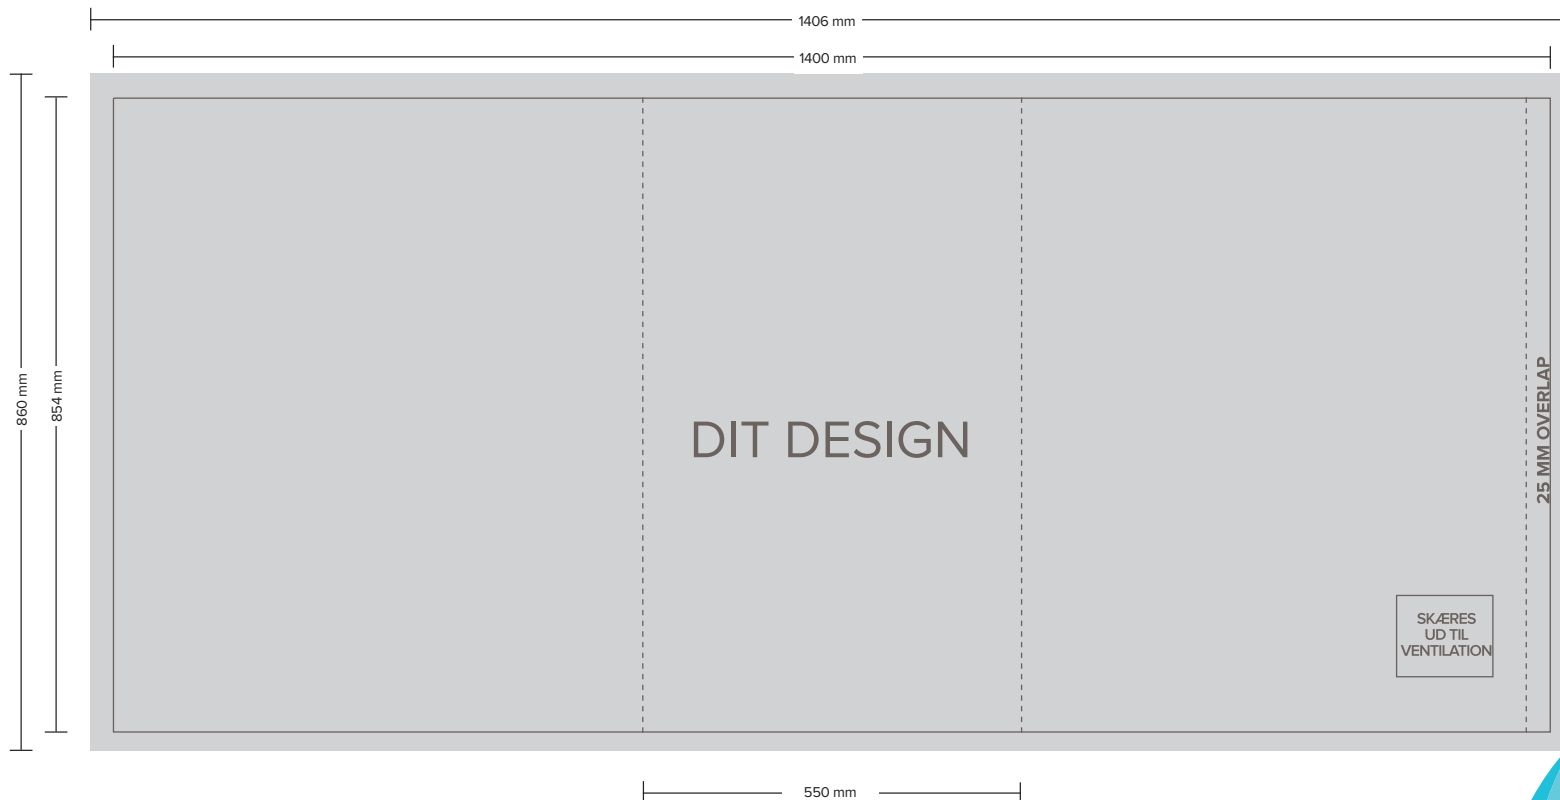 1406 mm
1400 mm
860 mm
854 mm
DIT DESIGN
25 MM OVERLAP
SKÆRES
UD TIL
VENTILATION
550 mm